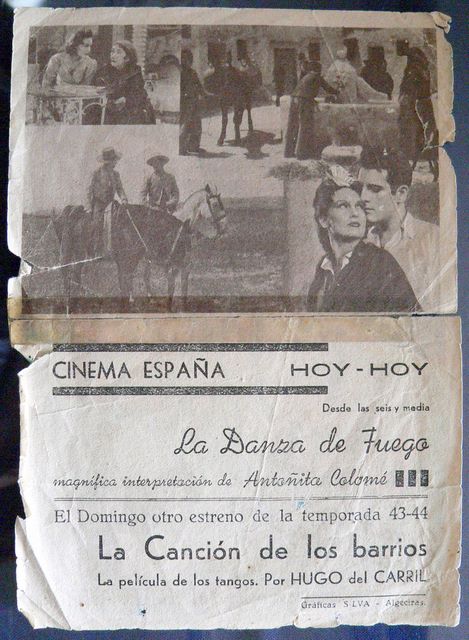 CINEMA ESPAÑA HOY - HOY
Desde las seis y media
La Danza de Fuego
magnífica interpretación de Antoñita Colomé
El Domingo otro estreno de la temporada 43-44
La Canción de los barrios
La película de los tangos. Por HUGO del CARRIL
Gráficas SILVA - Algeciras.